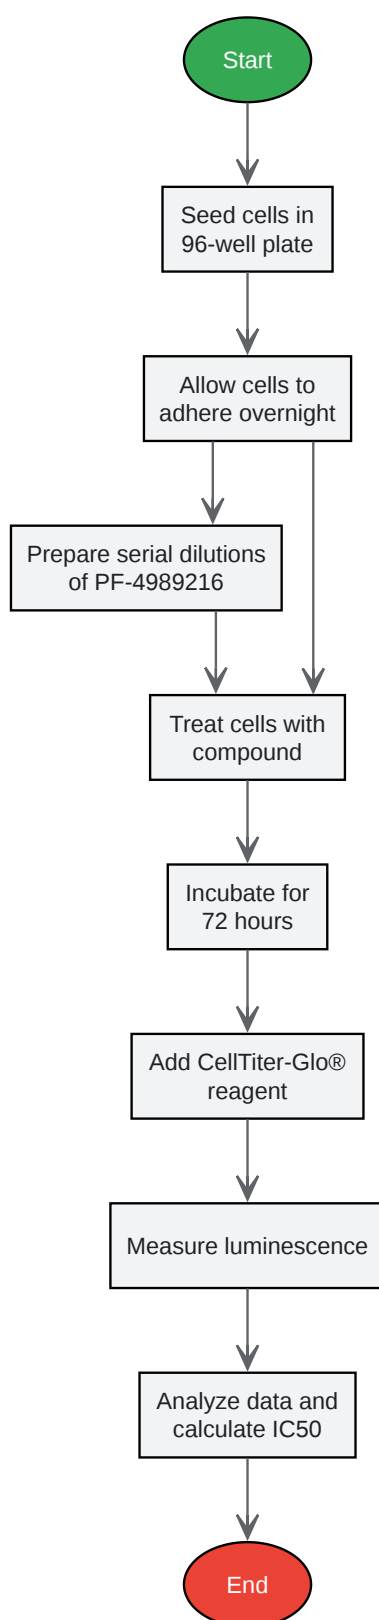 Start
Seed cells in
96-well plate
Allow cells to
adhere overnight
Prepare serial dilutions
of PF-4989216
Treat cells with
compound
Incubate for
72 hours
Add CellTiter-Glo®
reagent
Measure luminescence
Analyze data and
calculate IC50
End